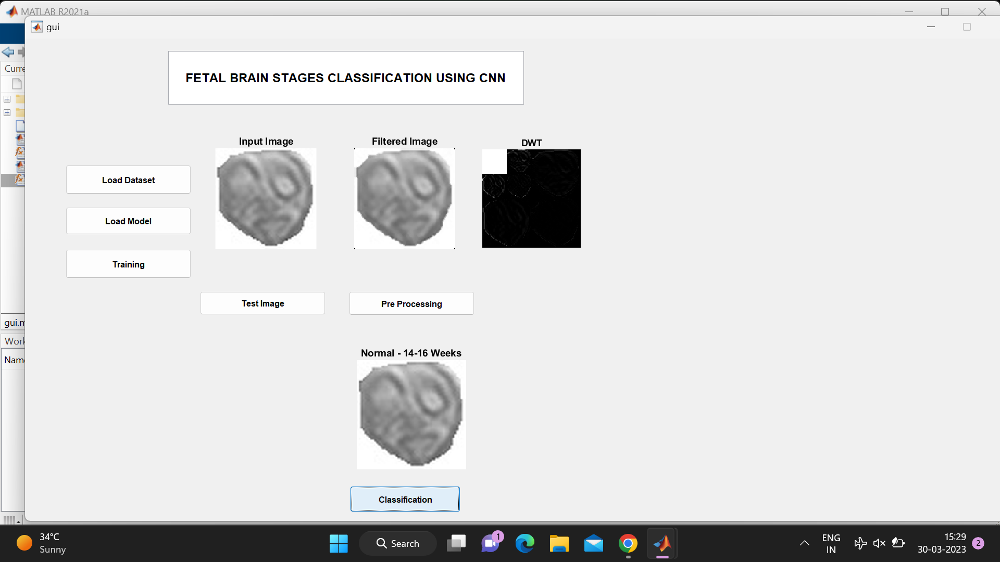 MATLAB R2021a
gui
Curre
FETAL BRAIN STAGES CLASSIFICATION USING CNN
Input Image
Filtered Image
DWT
Load Dataset
Load Model
Training
Test Image
Pre Processing
gui.m
Work
Name
Normal - 14-16 Weeks
Classification
34°C
Sunny
Search
1
ENG
IN
15:29
30-03-2023
2